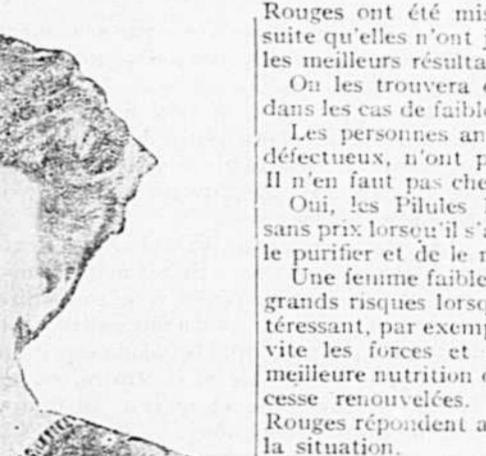 Rouges ont été mis
suite qu'elles n'ont j
les meilleurs résulta
On les trouvera e
dans les cas de faible
Les personnes an
défectueux, n'ont p
Il n'en faut pas che
Oui, les Pilules
sans prix lorsqu'il s'a
le purifier et de le r
Une femme faible
grands risques lorsq
téressant, par exemp
vite les forces et
meilleure nutrition e
cesse renouvelées.
Rouges répondent a
la situation.